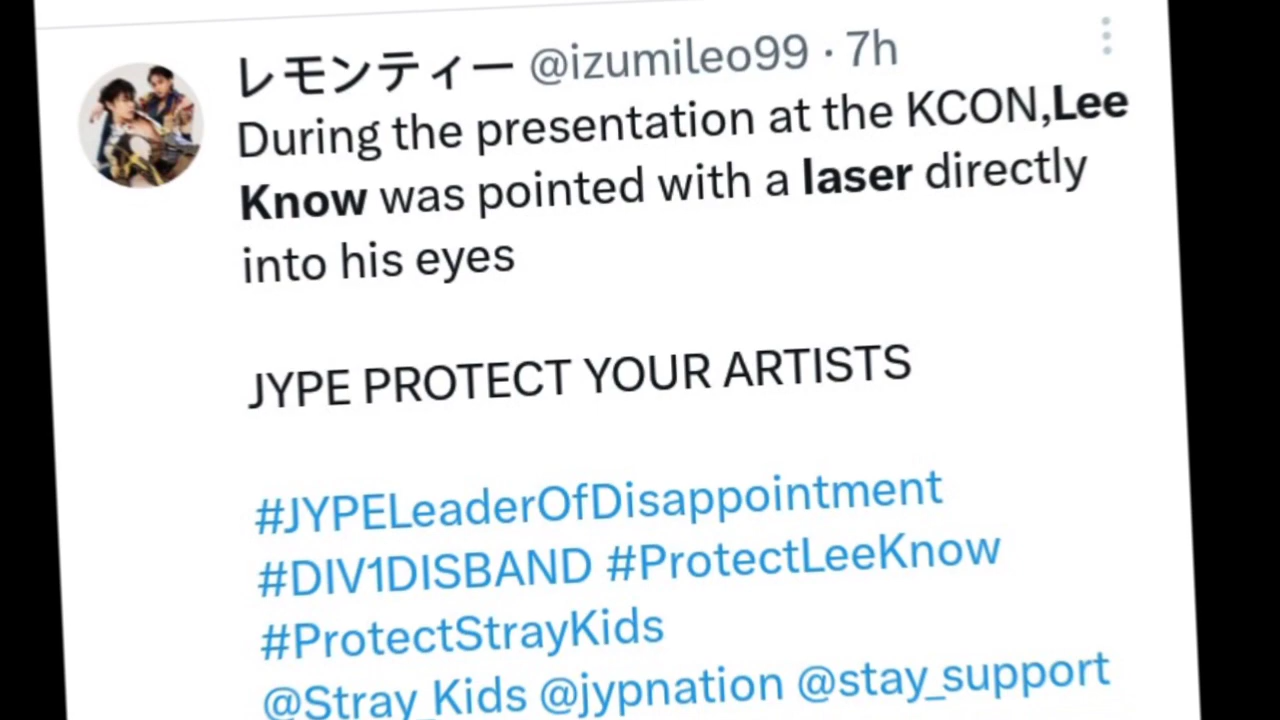 レモンティー @izumileo99 · 7h
During the presentation at the KCON,Lee
Know was pointed with a laser directly
into his eyes
JYPE PROTECT YOUR ARTISTS
#JYPELeaderOfDisappointment
#DIV1DISBAND #ProtectLeeKnow
#ProtectStrayKids
@Stray_Kids @jypnation @stay_support